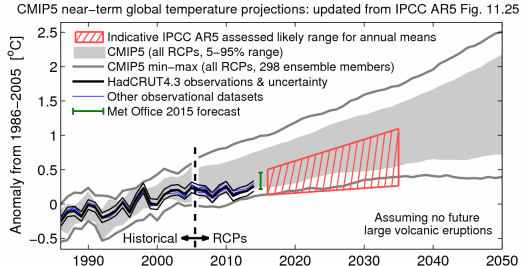 CMIP5 near-term global temperature projections: updated from IPCC AR5 Fig. 11.25
Anomaly from 1986–2005 [°C]
2.5
2
1.5
1
0.5
0
−0.5
Indicative IPCC AR5 assessed likely range for annual means
CMIP5 (all RCPs, 5–95% range)
CMIP5 min−max (all RCPs, 298 ensemble members)
HadCRUT4.3 observations & uncertainty
Other observational datasets
Met Office 2015 forecast
Historical
RCPs
Assuming no future
large volcanic eruptions
1990
2000
2010
2020
2030
2040
2050